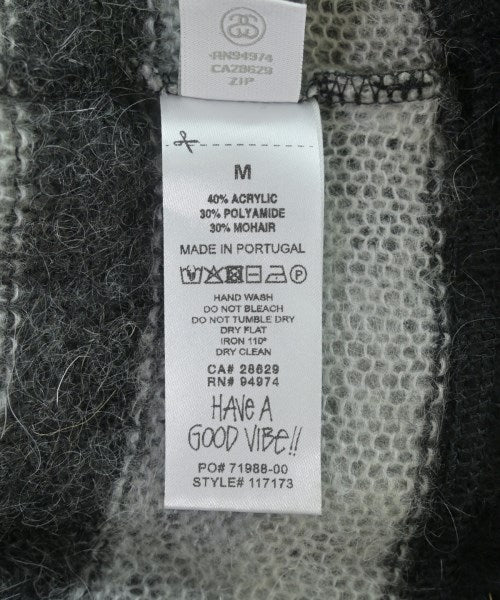 RN94974
CA28629
ZIP
M
40% ACRYLIC
30% POLYAMIDE
30% MOHAIR
MADE IN PORTUGAL
HAND WASH
DO NOT BLEACH
DO NOT TUMBLE DRY
DRY FLAT
IRON 110°
DRY CLEAN
CA# 28629
RN# 94974
HAVE A
GOOD VIBE!!
PO# 71988-00
STYLE# 117173